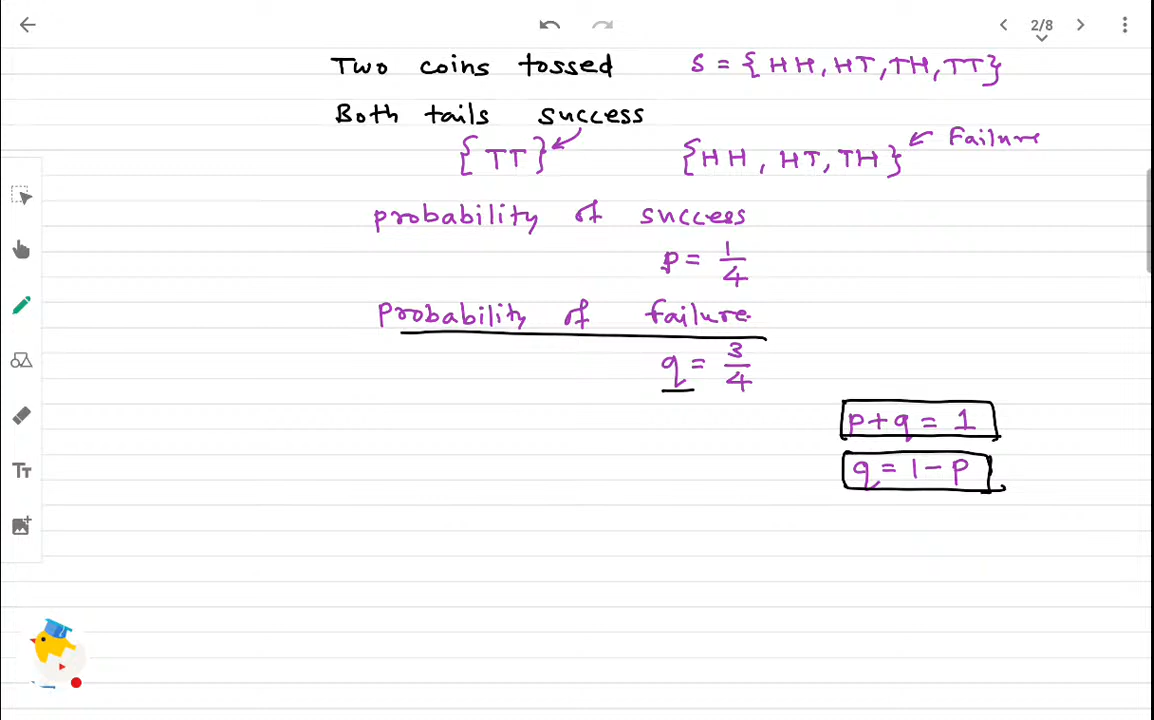 2/8
Two coins tossed S = { HH, HT, TH, TT}
Both tails success
{ TT } {HH, HT, TH} Failure
probability of success
p = 1/4
Probability of failure
q = 3/4
p+q = 1
q = 1-p
Tт